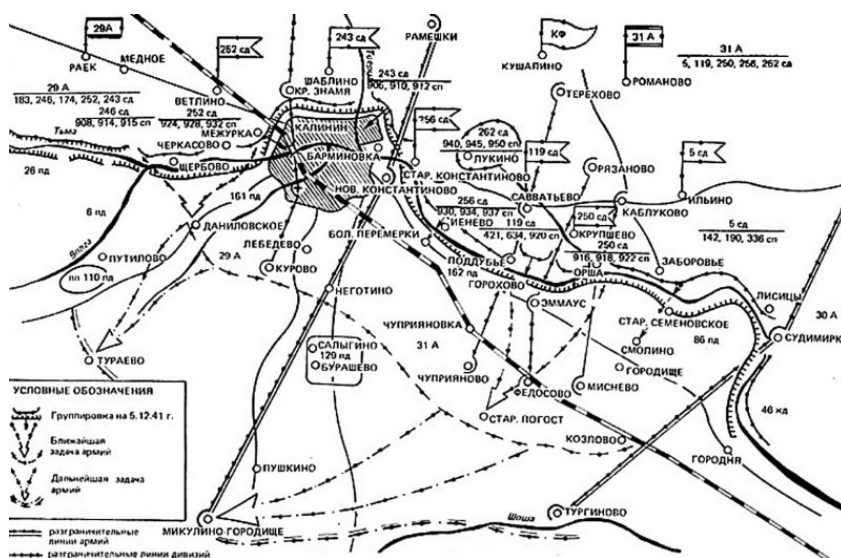 29А
252 сд
243 сд
РАМЕШКИ
КФ
31 А
31 А
5, 119, 250, 256, 262 сд
РАЕК
МЕДНОЕ
ВЕТЛИНО
ШАБЛИНО
КР. ЗНАМЯ
243 сд
906, 910, 912 сп
КУШАЛИНО
ТЕРЕХОВО
РОМАНОВО
29 А
183, 246, 174, 252, 243 сд
246 сд
908, 914, 915 сп
252 сд
924, 928, 932 сп
МЕЖУРКА
КАЛИНИН
256 сд
262 сд
940, 945, 950 сп
119 сд
5 сд
Тьма
ЧЕРКАСОВО
ЩЕРБОВО
БАРМИНОВКА
ЛУКИНО
РЯЗАНОВО
СТАР. КОНСТАНТИНОВО
НОВ. КОНСТАНТИНОВО
САВВАТЬЕВО
ИЛЬИНО
26 пд
161 пд
256 сд
930, 934, 937 сп
250 сд
КАБЛУКОВО
6 пд
ДАНИЛОВСКОЕ
ИЕНЕВО
119 сд
421, 634, 920 сп
КРУПШЕВО
5 сд
142, 190, 336 сп
Волга
ПУТИЛОВО
ЛЕБЕДЕВО
БОЛ. ПЕРЕМЕРКИ
250 сд
916, 918, 922 сп
29 А
КУРОВО
ПОДДУБЬЕ
162 пд
ОРША
ЗАБОРОВЬЕ
пп 110 пд
НЕГОТИНО
ГОРОХОВО
ЭММАУС
ЛИСИЦЫ
30 А
ЧУПРИЯНОВКА
СТАР. СЕМЕНОВСКОЕ
СУДИМИРКА
ТУРАЕВО
САЛЫГИНО
129 пд
БУРАШЕВО
31 А
СМОЛИНО
86 пд
ЧУПРИЯНОВО
ФЕДОСОВО
МИСНЕВО
ГОРОДИЩЕ
46 кд
СТАР. ПОГОСТ
КОЗЛОВО
ГОРОДНЯ
ПУШКИНО
МИКУЛИНО-ГОРОДИЩЕ
Шоша
ТУРГИНОВО
УСЛОВНЫЕ ОБОЗНАЧЕНИЯ
Группировка на 5.12.41 г.
Ближайшая
задача армий
Дальнейшая задача
армий
разграничительные
линии армий
разграничительные линии дивизий